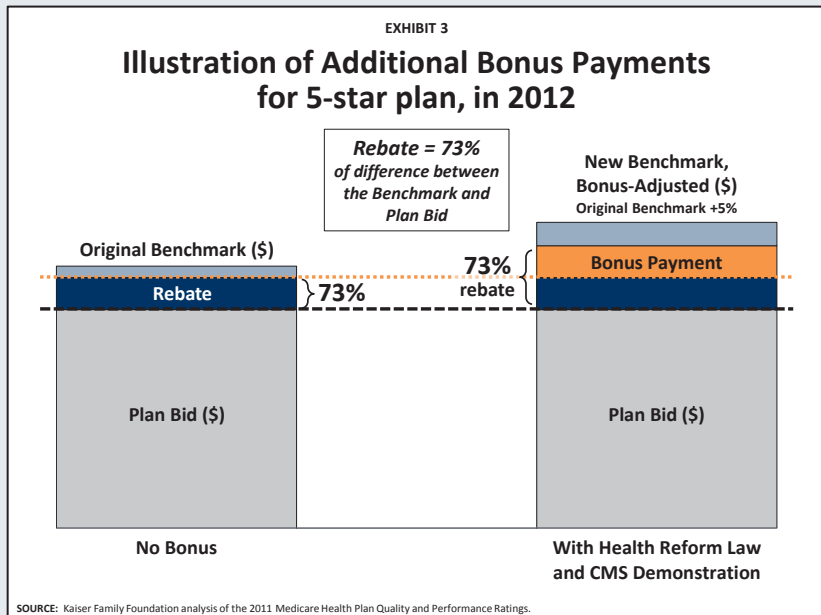 EXHIBIT 3
Illustration of Additional Bonus Payments
for 5-star plan, in 2012
Rebate = 73%
of difference between
the Benchmark and
Plan Bid
New Benchmark,
Bonus-Adjusted ($)
Original Benchmark +5%
Original Benchmark ($)
Rebate
73%
73%
rebate
Bonus Payment
Plan Bid ($)
Plan Bid ($)
No Bonus
With Health Reform Law
and CMS Demonstration
SOURCE: Kaiser Family Foundation analysis of the 2011 Medicare Health Plan Quality and Performance Ratings.